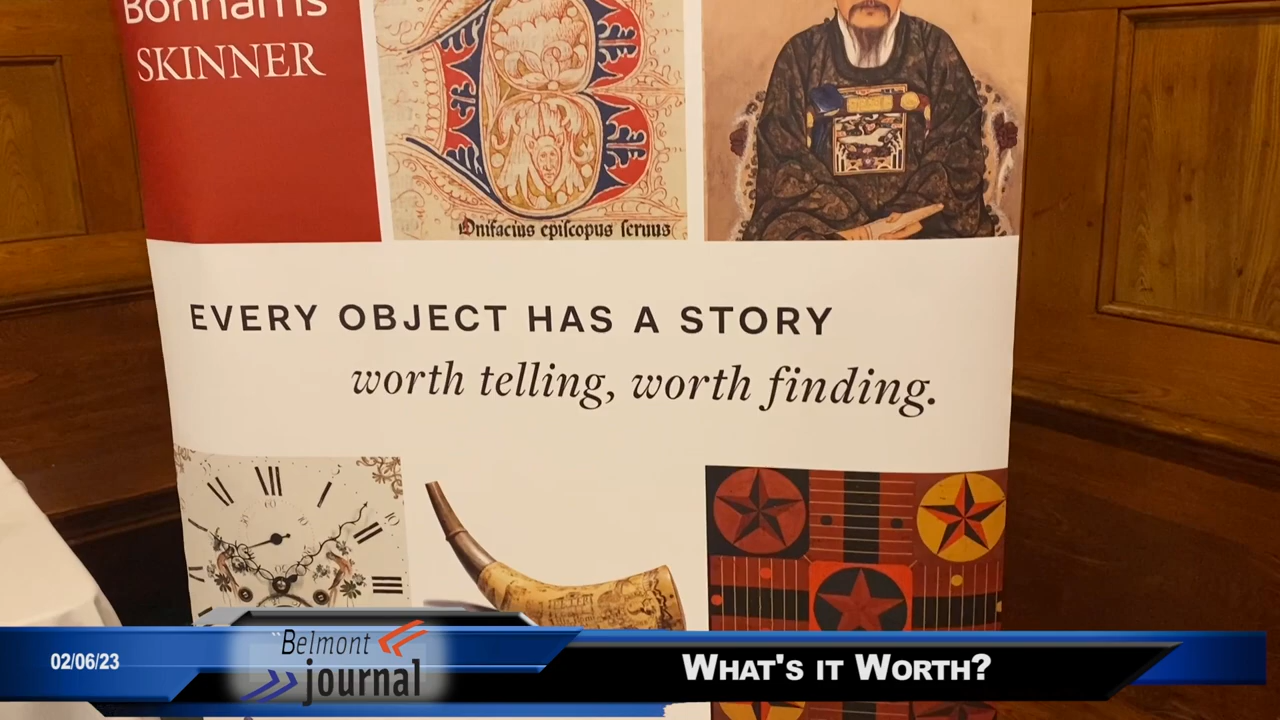 Bonhams
SKINNER
Onifacius episcopus seruus
EVERY OBJECT HAS A STORY
worth telling, worth finding.
02/06/23
Belmont
journal
WHAT'S IT WORTH?